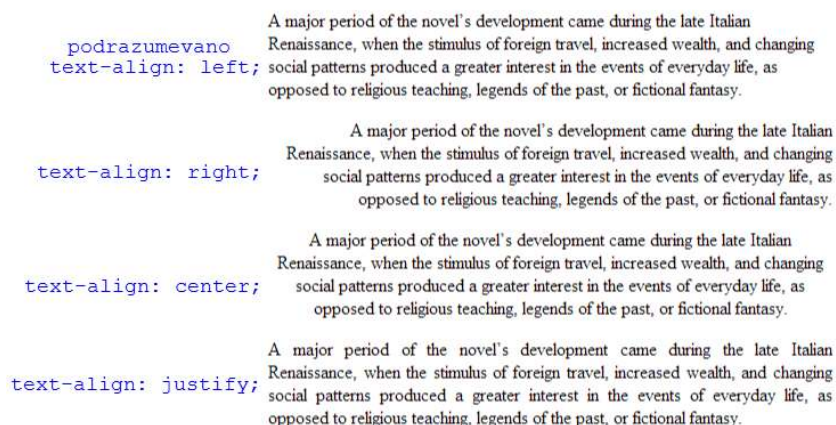 podrazumevano
text-align: left;
A major period of the novel's development came during the late Italian
Renaissance, when the stimulus of foreign travel, increased wealth, and changing
social patterns produced a greater interest in the events of everyday life, as
opposed to religious teaching, legends of the past, or fictional fantasy.
text-align: right;
A major period of the novel's development came during the late Italian
Renaissance, when the stimulus of foreign travel, increased wealth, and changing
social patterns produced a greater interest in the events of everyday life, as
opposed to religious teaching, legends of the past, or fictional fantasy.
text-align: center;
A major period of the novel's development came during the late Italian
Renaissance, when the stimulus of foreign travel, increased wealth, and changing
social patterns produced a greater interest in the events of everyday life, as
opposed to religious teaching, legends of the past, or fictional fantasy.
text-align: justify;
A major period of the novel's development came during the late Italian
Renaissance, when the stimulus of foreign travel, increased wealth, and changing
social patterns produced a greater interest in the events of everyday life, as
opposed to religious teaching, legends of the past, or fictional fantasy.